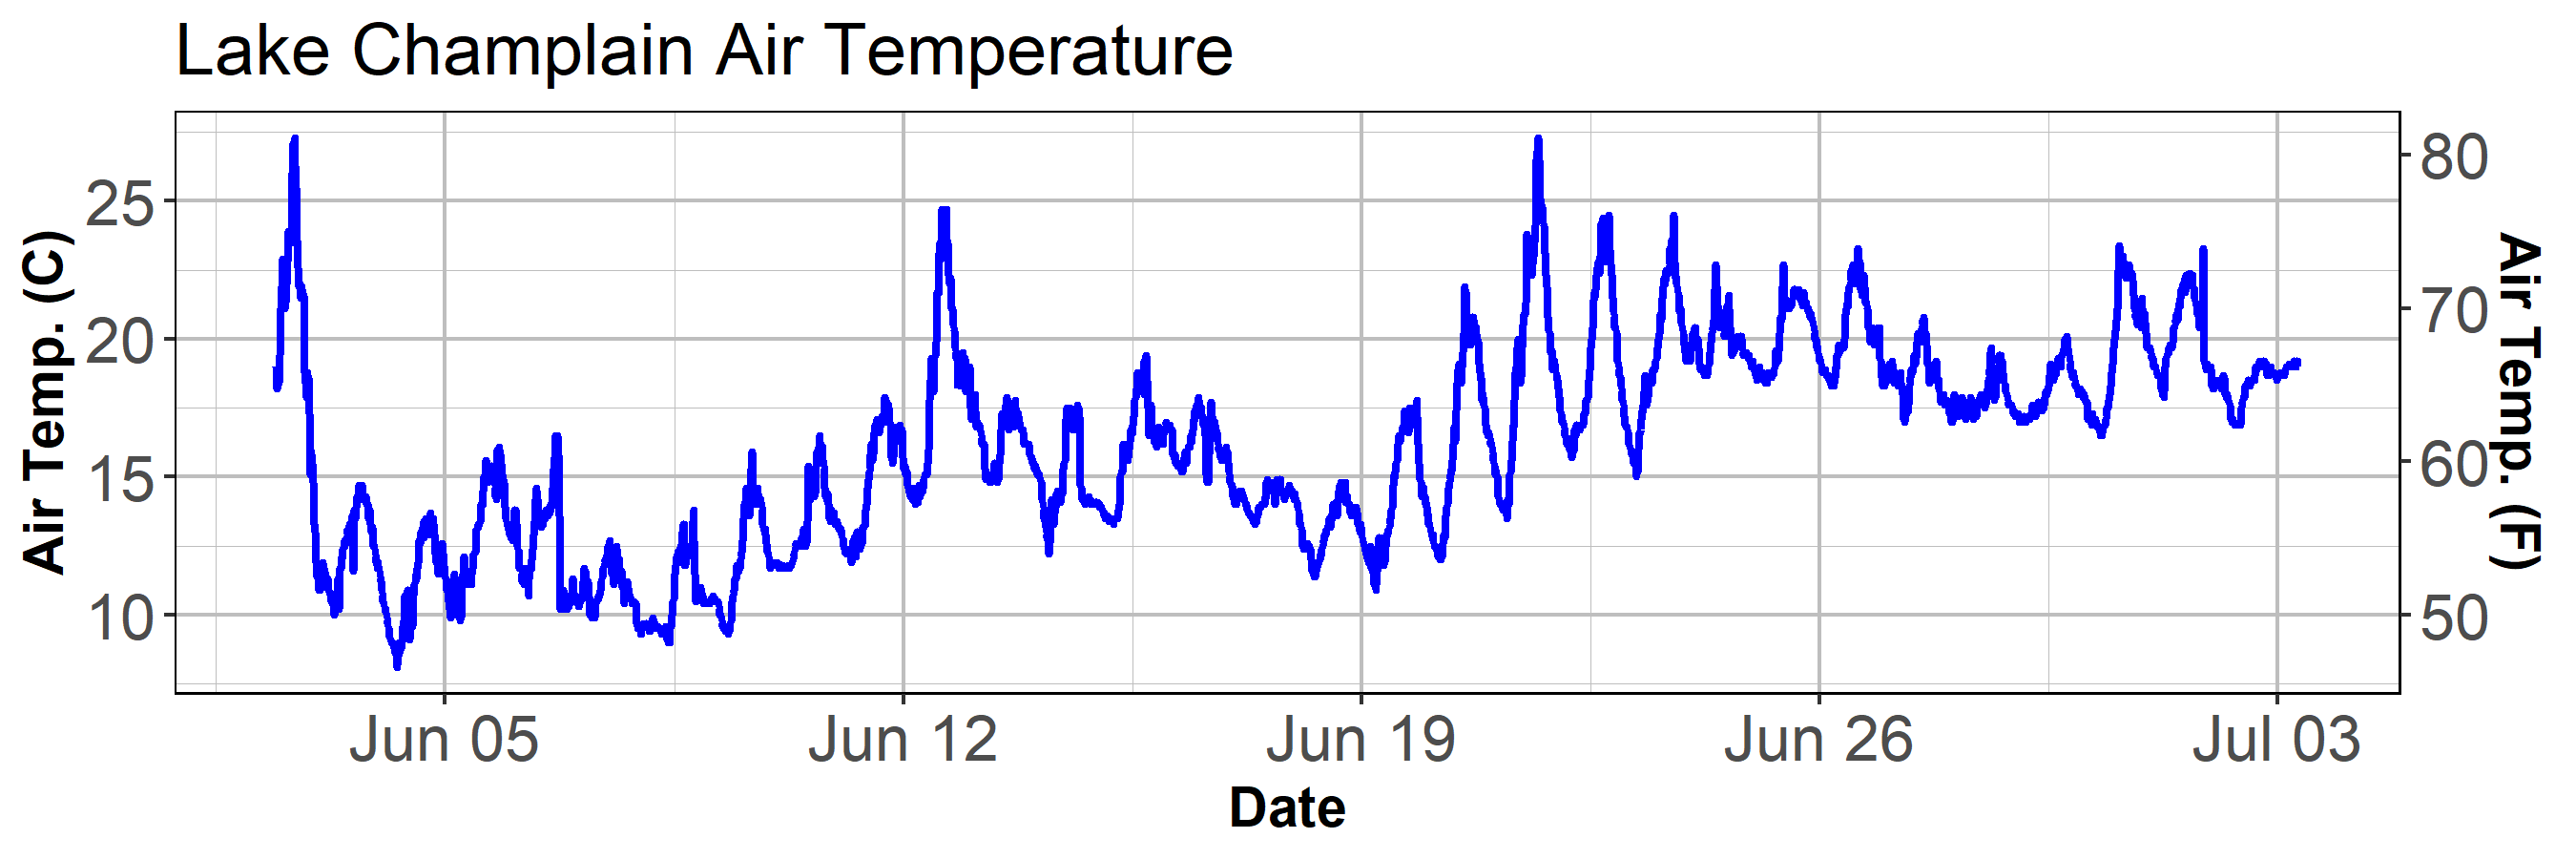 Lake Champlain Air Temperature
Air Temp. (C)
25
20
15
10
80
70
60
50
Air Temp. (F)
Jun 05
Jun 12
Jun 19
Jun 26
Jul 03
Date